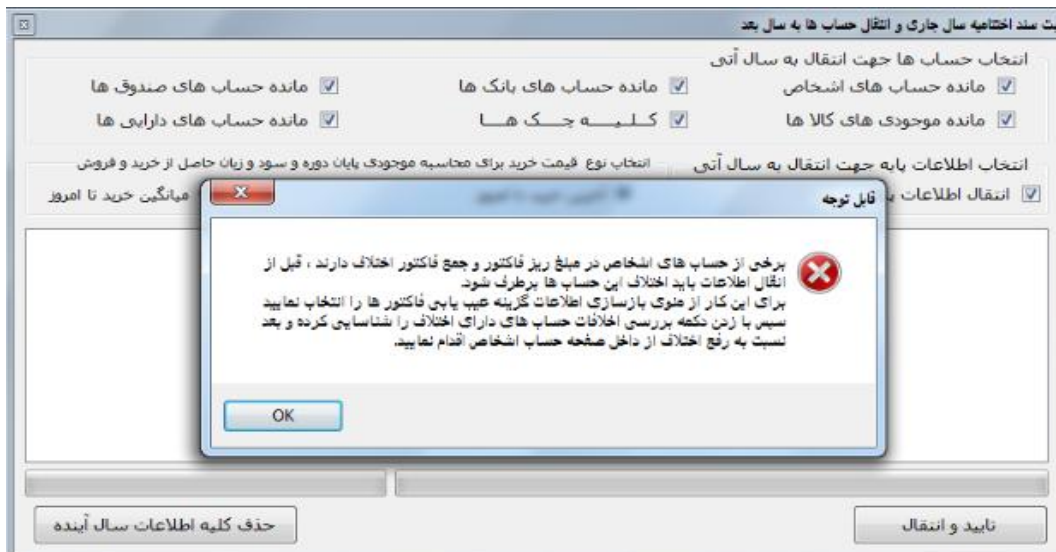 بت سند اختتامیه سال جاری و انتقال حساب ها به سال بعد
انتخاب حساب ها جهت انتقال به سال آتی
مانده حساب های اشخاص
مانده حساب های بانک ها
مانده حساب های صندوق ها
مانده موجودی های کالا ها
کـلـیـــه چـــک هـــا
مانده حساب های دارایی ها
انتخاب اطلاعات پایه جهت انتقال به سال آتی
انتخاب نوع قیمت خرید برای محاسبه موجودی پایان دوره و سود و زیان حاصل از خرید و فروش
انتقال اطلاعات
میانگین خرید تا امروز
قابل توجه
برخی از حساب های اشخاص در مبلغ ریز فاکتور و جمع فاکتور اختلاف دارند ، قبل از
انقال اطلاعات باید اختلاف این حساب ها برطرف شود.
برای این کار از منوی بازسازی اطلاعات گزینه عیب یابی فاکتور ها را انتخاب نمایید
سپس با زدن دکمه بررسی اخلافات حساب های دارای اختلاف را شناسایی کرده و بعد
نسبت به رفع اختلاف از داخل صفحه حساب اشخاص اقدام نمایید.
OK
تایید و انتقال
حذف کلیه اطلاعات سال آینده